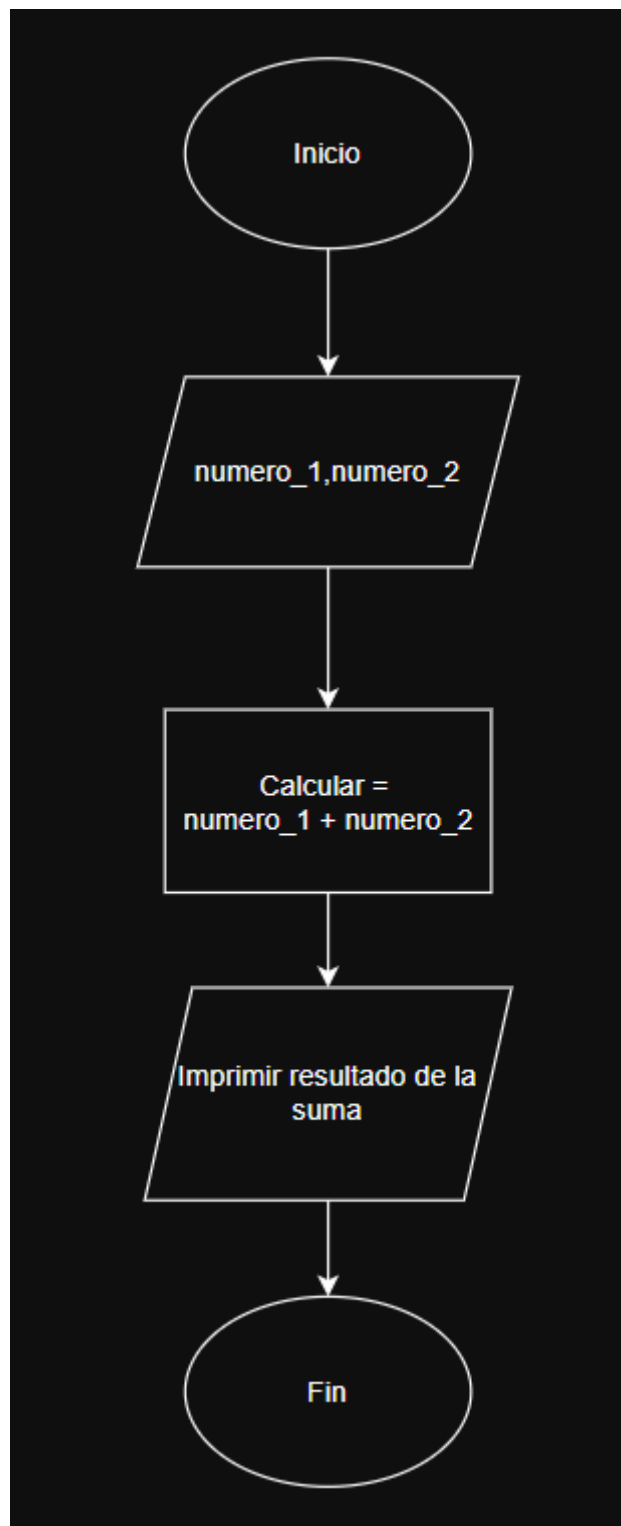 Inicio
numero_1,numero_2
Calcular =
numero_1 + numero_2
Imprimir resultado de la
suma
Fin